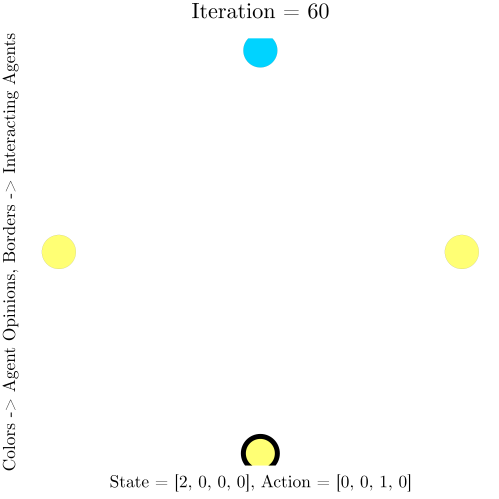 Iteration = 60
Colors -> Agent Opinions, Borders -> Interacting Agents
State = [2, 0, 0, 0], Action = [0, 0, 1, 0]